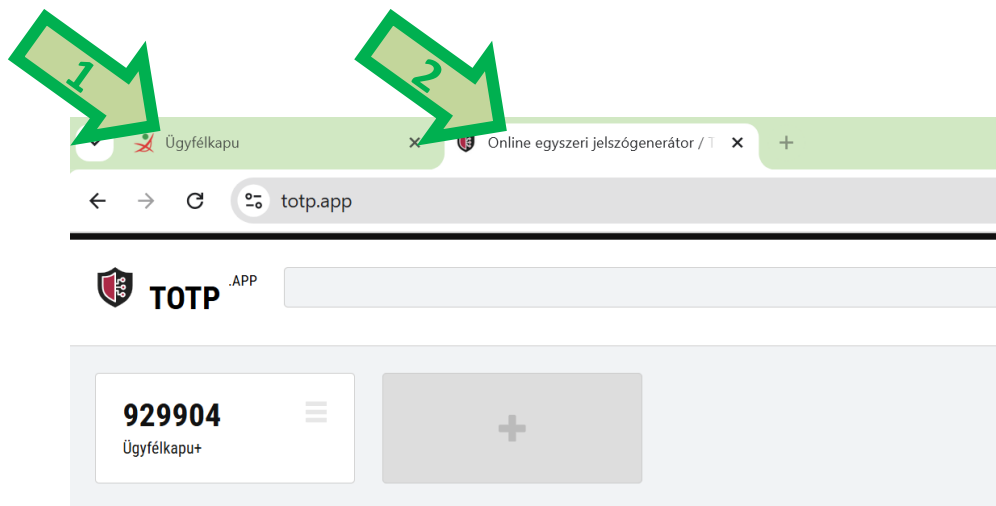 1
2
Ügyfélkapu
Online egyszeri jelszógenerátor / T
totp.app
TOTP .APP
929904
Ügyfélkapu+